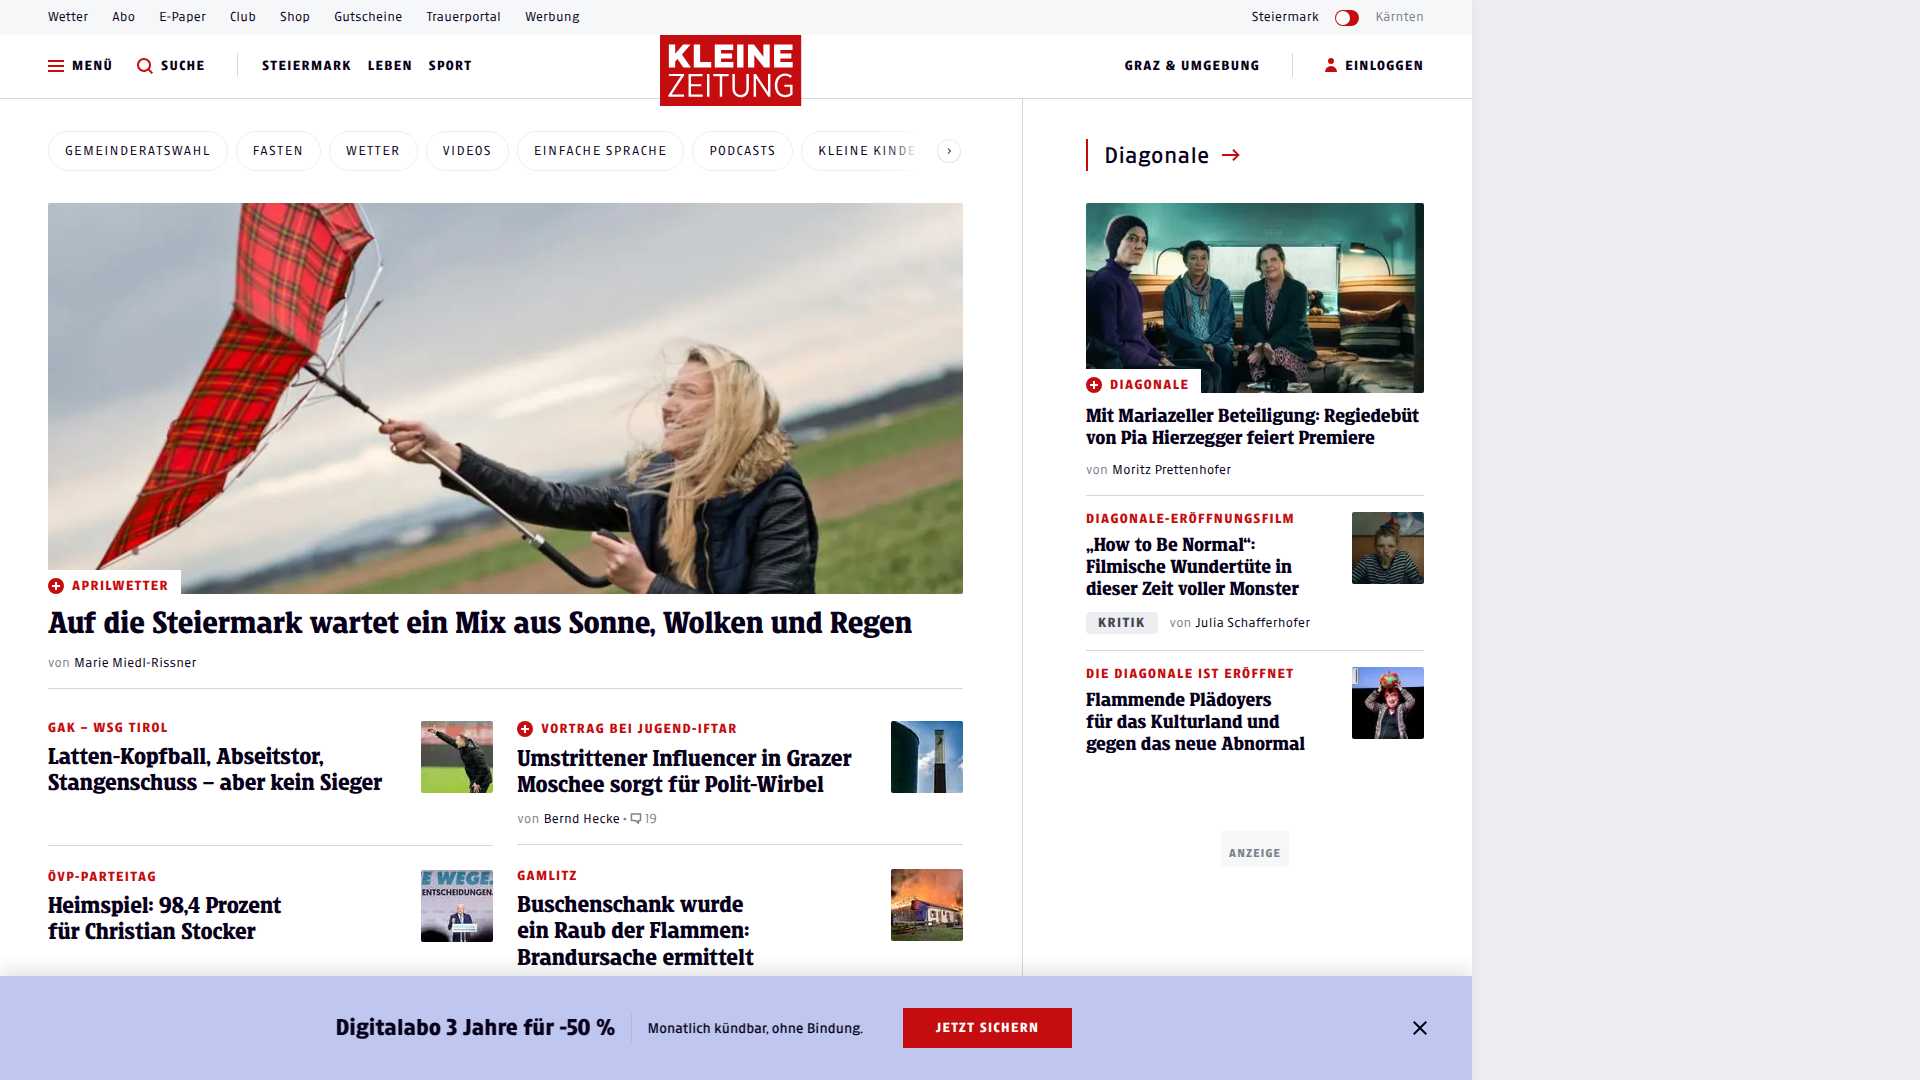 Wetter Abo E-Paper Club Shop Gutscheine Trauerportal Werbung Steiermark Kärnten
MENÜ SUCHE STEIERMARK LEBEN SPORT KLEINE ZEITUNG GRAZ & UMGEBUNG EINLOGGEN
GEMEINDERATSWAHL FASTEN WETTER VIDEOS EINFACHE SPRACHE PODCASTS KLEINE KINDE
APRILWETTER
Auf die Steiermark wartet ein Mix aus Sonne, Wolken und Regen
von Marie Miedl-Rissner
GAK – WSG TIROL
Latten-Kopfball, Abseitstor,
Stangenschuss – aber kein Sieger
VORTRAG BEI JUGEND-IFTAR
Umstrittener Influencer in Grazer
Moschee sorgt für Polit-Wirbel
von Bernd Hecke • 19
ÖVP-PARTEITAG
Heimspiel: 98,4 Prozent
für Christian Stocker
E WEGE.
ENTSCHEIDUNGEN.
GAMLITZ
Buschenschank wurde
ein Raub der Flammen:
Brandursache ermittelt
Diagonale
DIAGONALE
Mit Mariazeller Beteiligung: Regiedebüt
von Pia Hierzegger feiert Premiere
von Moritz Prettenhofer
DIAGONALE-ERÖFFNUNGSFILM
„How to Be Normal“:
Filmische Wundertüte in
dieser Zeit voller Monster
KRITIK von Julia Schafferhofer
DIE DIAGONALE IST ERÖFFNET
Flammende Plädoyers
für das Kulturland und
gegen das neue Abnormal
ANZEIGE
Digitalabo 3 Jahre für -50 % Monatlich kündbar, ohne Bindung. JETZT SICHERN